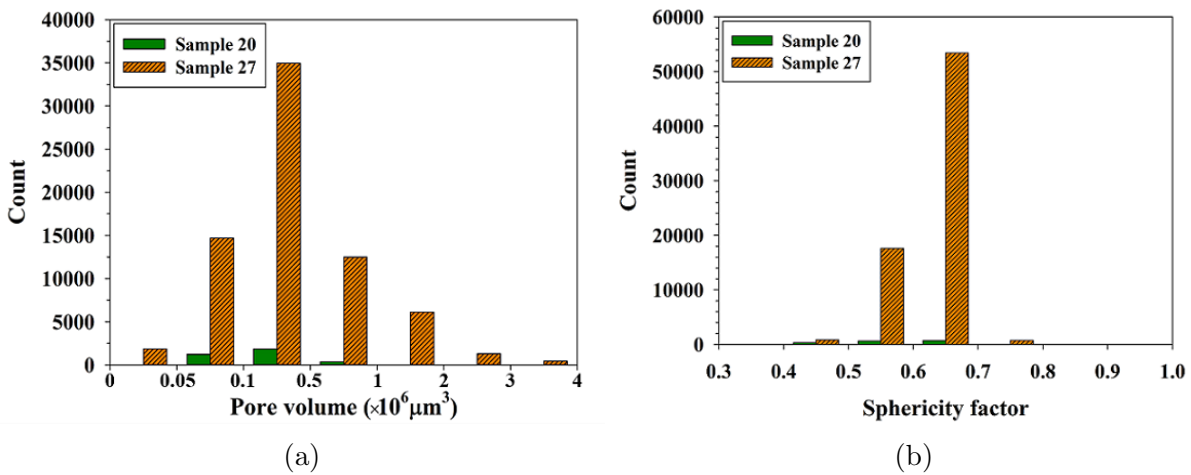 40000
35000
30000
25000
20000
15000
10000
5000
0
Count
Sample 20
Sample 27
0 0.05 0.1 0.5 1 2 3 4
Pore volume (×10⁶μm³)
(a)
60000
50000
40000
30000
20000
10000
0
Count
Sample 20
Sample 27
0.3 0.4 0.5 0.6 0.7 0.8 0.9 1.0
Sphericity factor
(b)